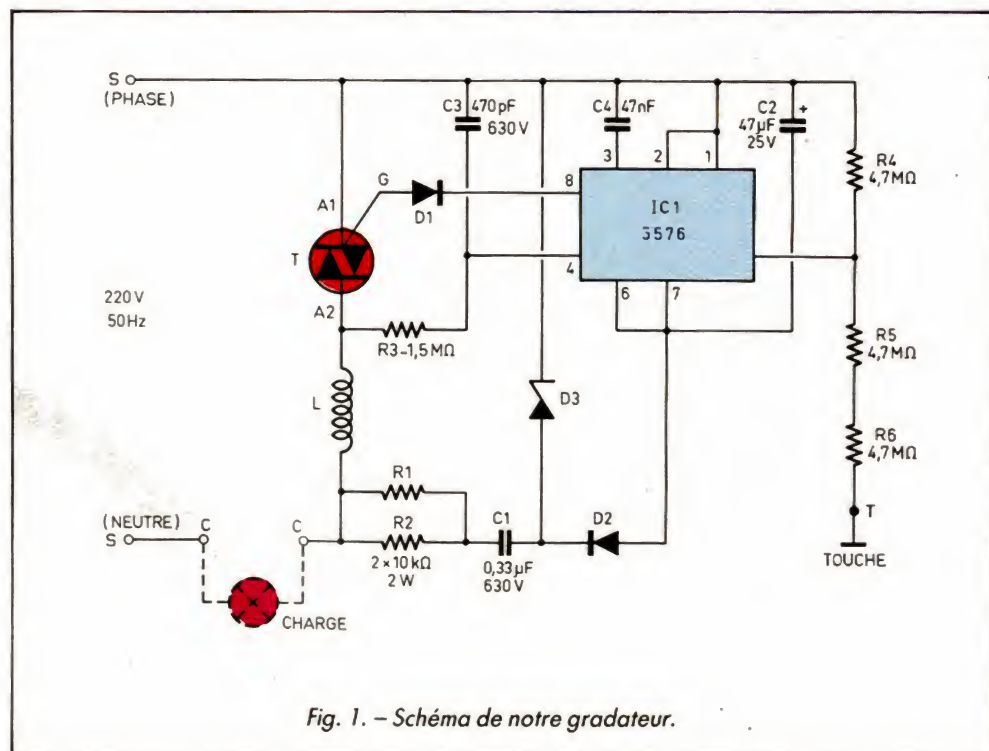 S
(PHASE)
C3
470pF
630V
C4
47nF
C2
+
47µF
25V
3
2
1
R4
4,7MΩ
G
D1
8
IC1
3576
A1
T
4
A2
6
7
220V
50Hz
R3-1,5MΩ
R5
4,7MΩ
L
D3
R6
4,7MΩ
R1
(NEUTRE)
S
C
C
R2
2×10kΩ
2W
C1
0,33µF
630V
D2
T
TOUCHE
CHARGE
Fig. 1. – Schéma de notre gradateur.